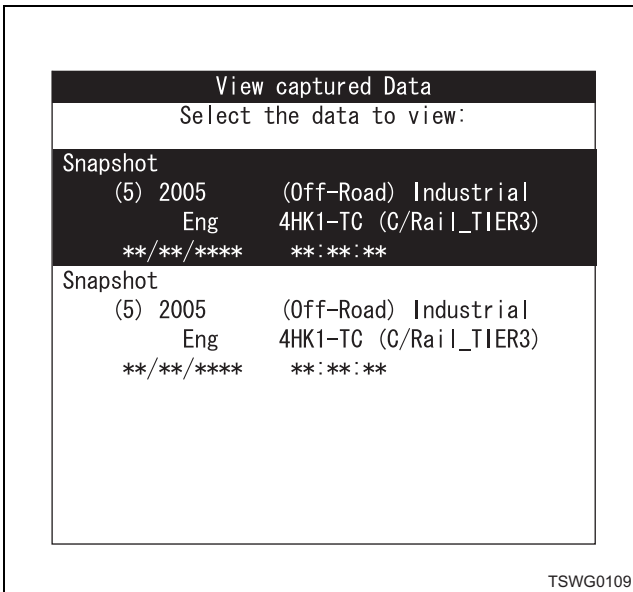 View captured Data
Select the data to view:
Snapshot
(5) 2005 (Off-Road) Industrial
Eng 4HK1-TC (C/Rail_TIER3)
**/**/**** **:**:**
Snapshot
(5) 2005 (Off-Road) Industrial
Eng 4HK1-TC (C/Rail_TIER3)
**/**/**** **:**:**
TSWG0109